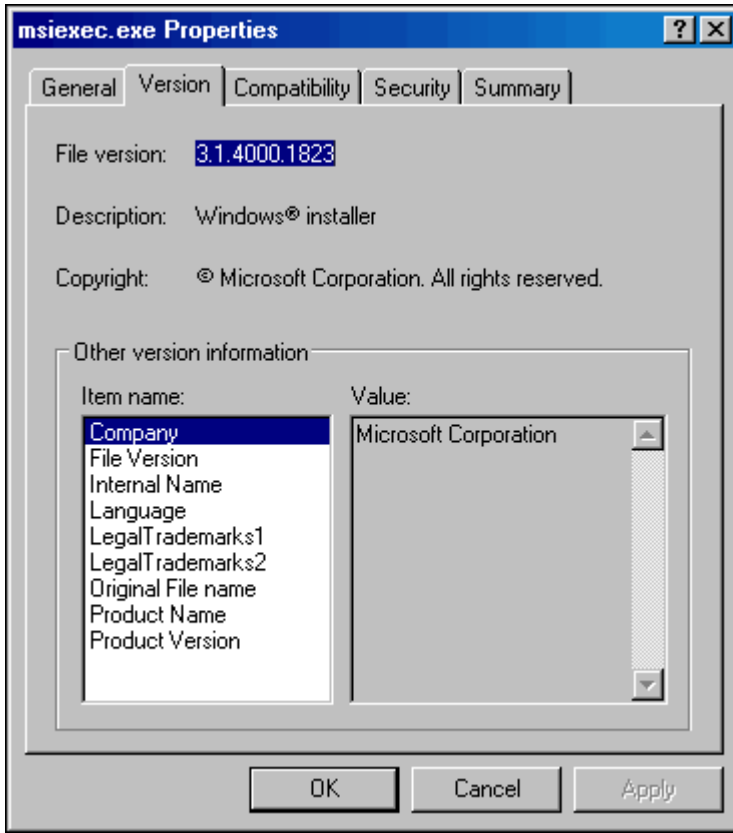 msiexec.exe Properties
? X
General Version Compatibility Security Summary
File version: 3.1.4000.1823
Description: Windows® installer
Copyright: © Microsoft Corporation. All rights reserved.
Other version information
Item name: Value:
Company Microsoft Corporation
File Version
Internal Name
Language
LegalTrademarks1
LegalTrademarks2
Original File name
Product Name
Product Version
OK Cancel Apply